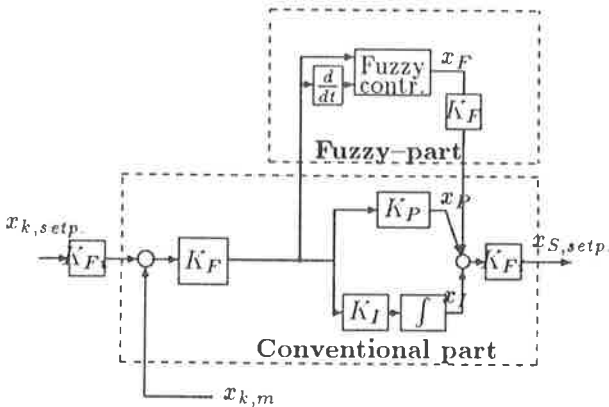 x_F
Fuzzy
contr.
d
dt
K_F
Fuzzy–part
x_k,setp.
K_F
K_F
K_P
x_P
K_I
∫
x_I
K_F
x_S,setp.
Conventional part
x_k,m